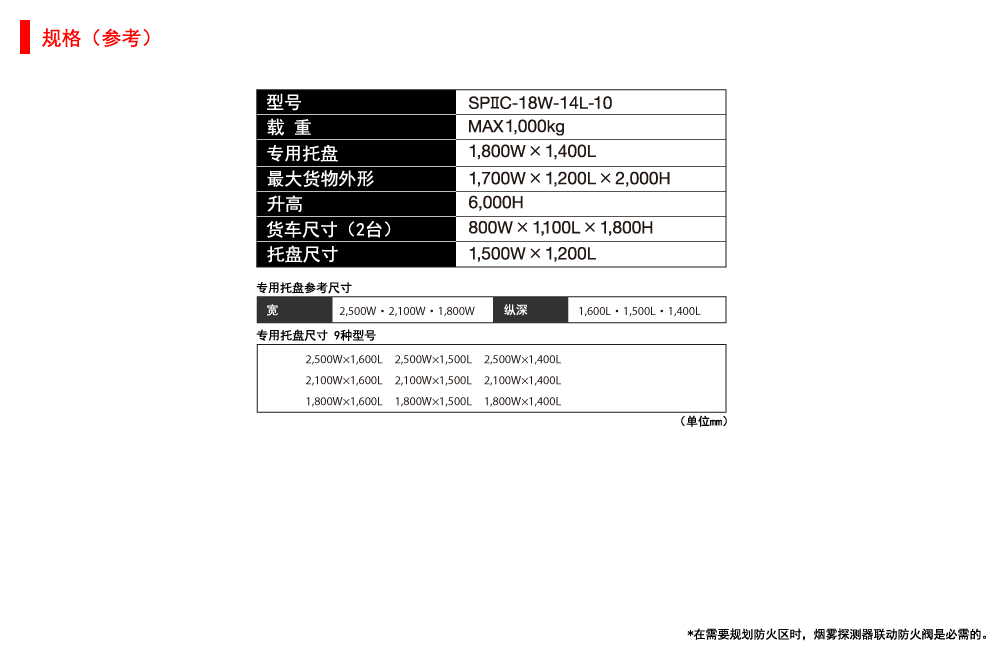 规格（参考）
型号 SPⅡC-18W-14L-10
载 重 MAX1,000kg
专用托盘 1,800W×1,400L
最大货物外形 1,700W×1,200L×2,000H
升高 6,000H
货车尺寸（2台） 800W×1,100L×1,800H
托盘尺寸 1,500W×1,200L
专用托盘参考尺寸
宽 2,500W・2,100W・1,800W 纵深 1,600L・1,500L・1,400L
专用托盘尺寸 9种型号
2,500W×1,600L 2,500W×1,500L 2,500W×1,400L
2,100W×1,600L 2,100W×1,500L 2,100W×1,400L
1,800W×1,600L 1,800W×1,500L 1,800W×1,400L
（单位mm）
*在需要规划防火区时，烟雾探测器联动防火阀是必需的。